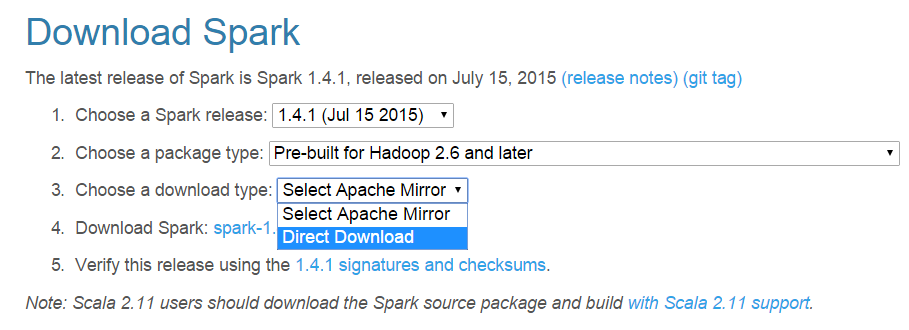 Download Spark
The latest release of Spark is Spark 1.4.1, released on July 15, 2015 (release notes) (git tag)
1. Choose a Spark release: 1.4.1 (Jul 15 2015)
2. Choose a package type: Pre-built for Hadoop 2.6 and later
3. Choose a download type: Select Apache Mirror
Select Apache Mirror
4. Download Spark: spark-1.
Direct Download
5. Verify this release using the 1.4.1 signatures and checksums.
Note: Scala 2.11 users should download the Spark source package and build with Scala 2.11 support.